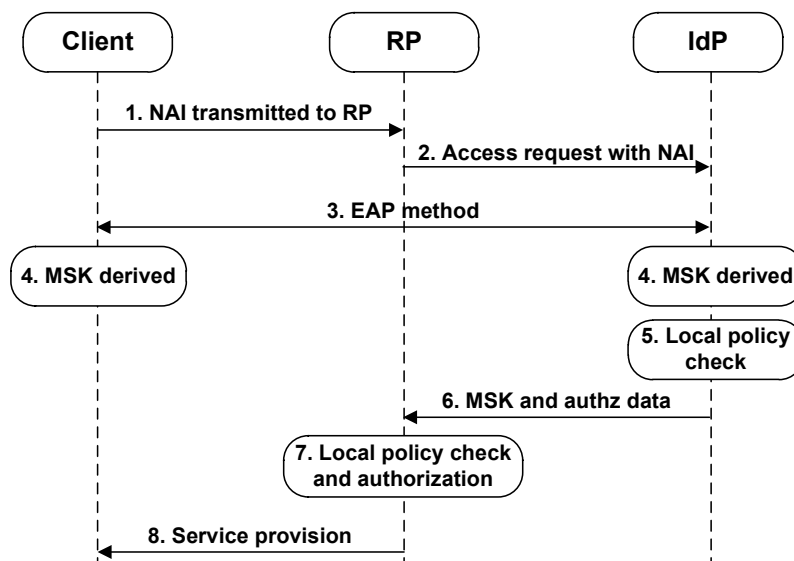 Client
RP
IdP
1. NAI transmitted to RP
2. Access request with NAI
3. EAP method
4. MSK derived
4. MSK derived
5. Local policy
check
6. MSK and authz data
7. Local policy check
and authorization
8. Service provision